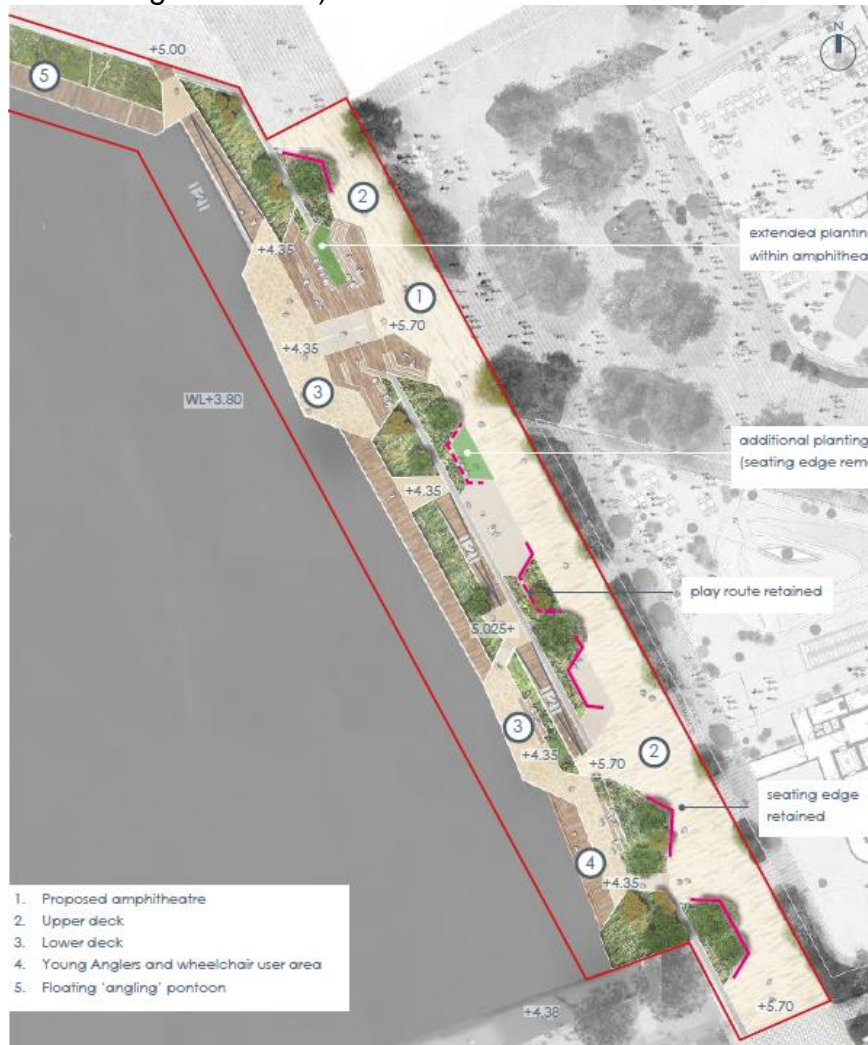 +5.00
N
5
2
extended planting
within amphithea
+4.35
1
+5.70
+4.35
3
WL+3.80
additional planting
(seating edge rem
+4.35
play route retained
5.025+
3
2
+4.35
+5.70
seating edge
retained
4
+4.35
1. Proposed amphitheatre
2. Upper deck
3. Lower deck
4. Young Anglers and wheelchair user area
5. Floating 'angling' pontoon
+5.70
+4.38